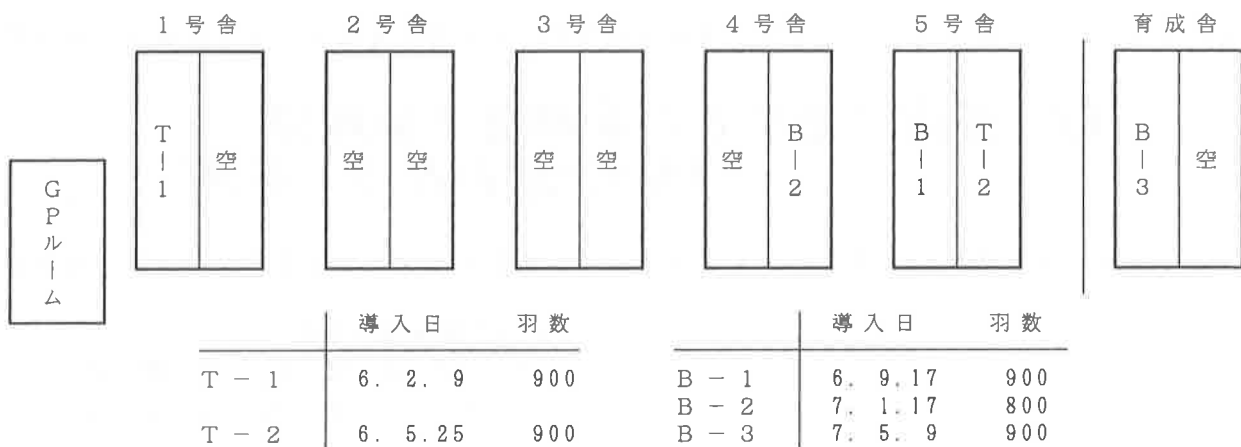 1号舎 2号舎 3号舎 4号舎 5号舎 育成舎
GPルーム
T-1 空
空 空
空 空
空 B-2
B-1 T-2
B-3 空
導入日 羽数
T-1 6.2.9 900
T-2 6.5.25 900
導入日 羽数
B-1 6.9.17 900
B-2 7.1.17 800
B-3 7.5.9 900